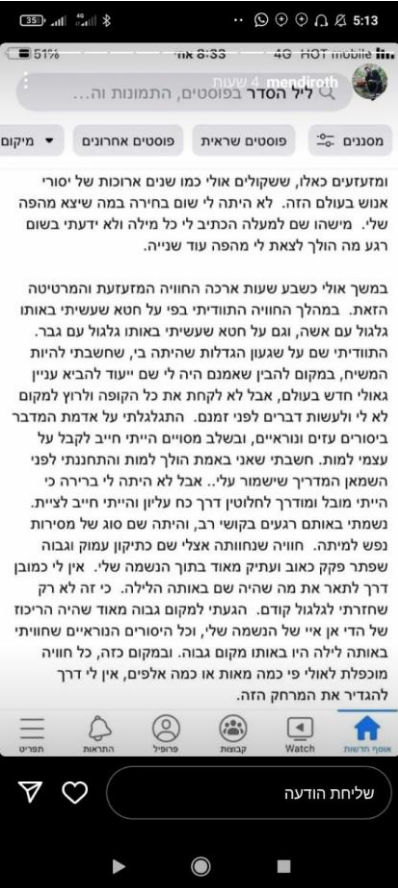 35 4G 5:13
51% 8:33 אח 4G HOT mobile
mendiroth 4 שעות
ליל הסדר בפוסטים, התמונות וה...
מסננים פוסטים שראית פוסטים אחרונים מיקום
ומזעזעים כאלו, ששקולים אולי כמו שנים ארוכות של יסורי
אנוש בעולם הזה. לא היתה לי שום בחירה במה שיצא מהפה
שלי. מישהו שם למעלה הכתיב לי כל מילה ולא ידעתי בשום
רגע מה הולך לצאת לי מהפה עוד שנייה.
במשך אולי כשבע שעות ארכה החוויה המזעזעת והמרטיטה
הזאת. במהלך החוויה התוודיתי בפי על חטא שעשיתי באותו
גלגול עם אשה, וגם על חטא שעשיתי באותו גלגול עם גבר.
התוודיתי שם על שגעון הגדלות שהיתה בי, שחשבתי להיות
המשיח, במקום להבין שאמנם היה לי שם ייעוד להביא עניין
גאולי חדש בעולם, אבל לא לקחת את כל הקופה ולרוץ למקום
לא לי ולעשות דברים לפני זמנם. התגלגלתי על אדמת המדבר
ביסורים עזים ונוראיים, ובשלב מסויים הייתי חייב לקבל על
עצמי למות. חשבתי שאני באמת הולך למות והתחננתי לפני
השמאן המדריך שישמור עלי.. אבל לא היתה לי ברירה כי
הייתי מובל ומודרך לחלוטין דרך כח עליון והייתי חייב לציית.
נשמתי באותם רגעים בקושי רב, והיתה שם סוג של מסירות
נפש למיתה. חוויה שנחוותה אצלי שם כתיקון עמוק וגבוה
שפתר פקק כאוב ועתיק מאוד בתוך הנשמה שלי. אין לי כמובן
דרך לתאר את מה שהיה שם באותה הלילה. כי זה לא רק
שחזרתי לגלגול קודם. הגעתי למקום גבוה מאוד שהיה הריכוז
של הדי אן איי של הנשמה שלי, וכל היסורים הנוראיים שחוויתי
באותה לילה היו באותו מקום גבוה. ובמקום כזה, כל חוויה
מוכפלת לאולי פי כמה מאות או כמה אלפים, אין לי דרך
להגדיר את המרחק הזה.
אוסף חדשות Watch קבוצות פרופיל התראות תפריט
שליחת הודעה